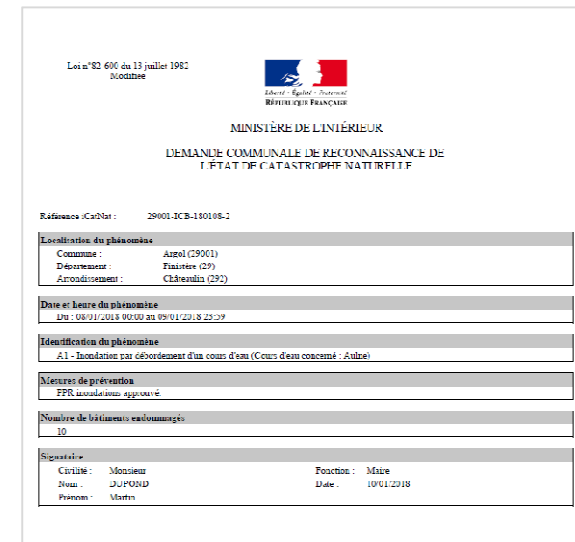 Loi n°82-600 du 13 juillet 1982
Modifiée
Liberté • Égalité • Fraternité
RÉPUBLIQUE FRANÇAISE
MINISTÈRE DE L'INTÉRIEUR
DEMANDE COMMUNALE DE RECONNAISSANCE DE
L'ÉTAT DE CATASTROPHE NATURELLE
Référence iCatNat : 29001-ICB-180108-2
Localisation du phénomène
Commune : Argol (29001)
Département : Finistère (29)
Arrondissement : Châteaulin (292)
Date et heure du phénomène
Du : 08/01/2018 00:00 au 09/01/2018 23:59
Identification du phénomène
A1 - Inondation par débordement d'un cours d'eau (Cours d'eau concerné : Aulne)
Mesures de prévention
PPR inondations approuvé.
Nombre de bâtiments endommagés
10
Signataire
Civilité : Monsieur Fonction : Maire
Nom : DUPOND Date : 10/01/2018
Prénom : Martin